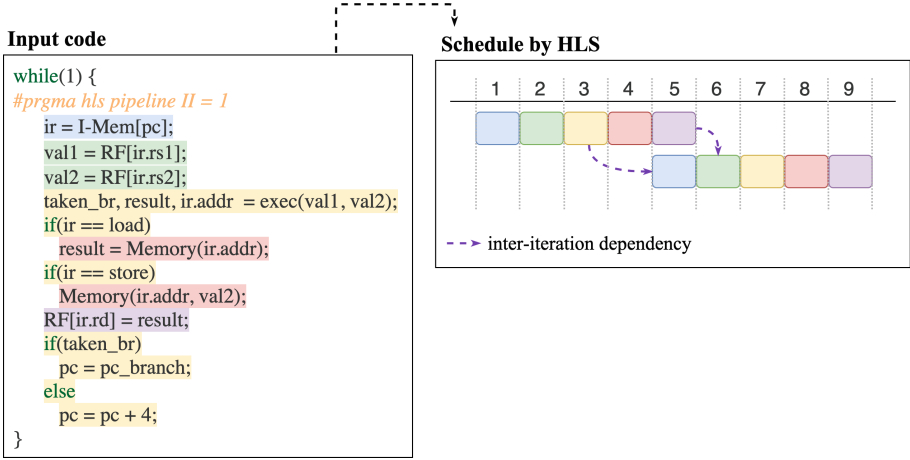 Input code
while(1) {
#prgma hls pipeline II = 1
ir = I-Mem[pc];
val1 = RF[ir.rs1];
val2 = RF[ir.rs2];
taken_br, result, ir.addr = exec(val1, val2);
if(ir == load)
result = Memory(ir.addr);
if(ir == store)
Memory(ir.addr, val2);
RF[ir.rd] = result;
if(taken_br)
pc = pc_branch;
else
pc = pc + 4;
}
Schedule by HLS
1 2 3 4 5 6 7 8 9
inter-iteration dependency